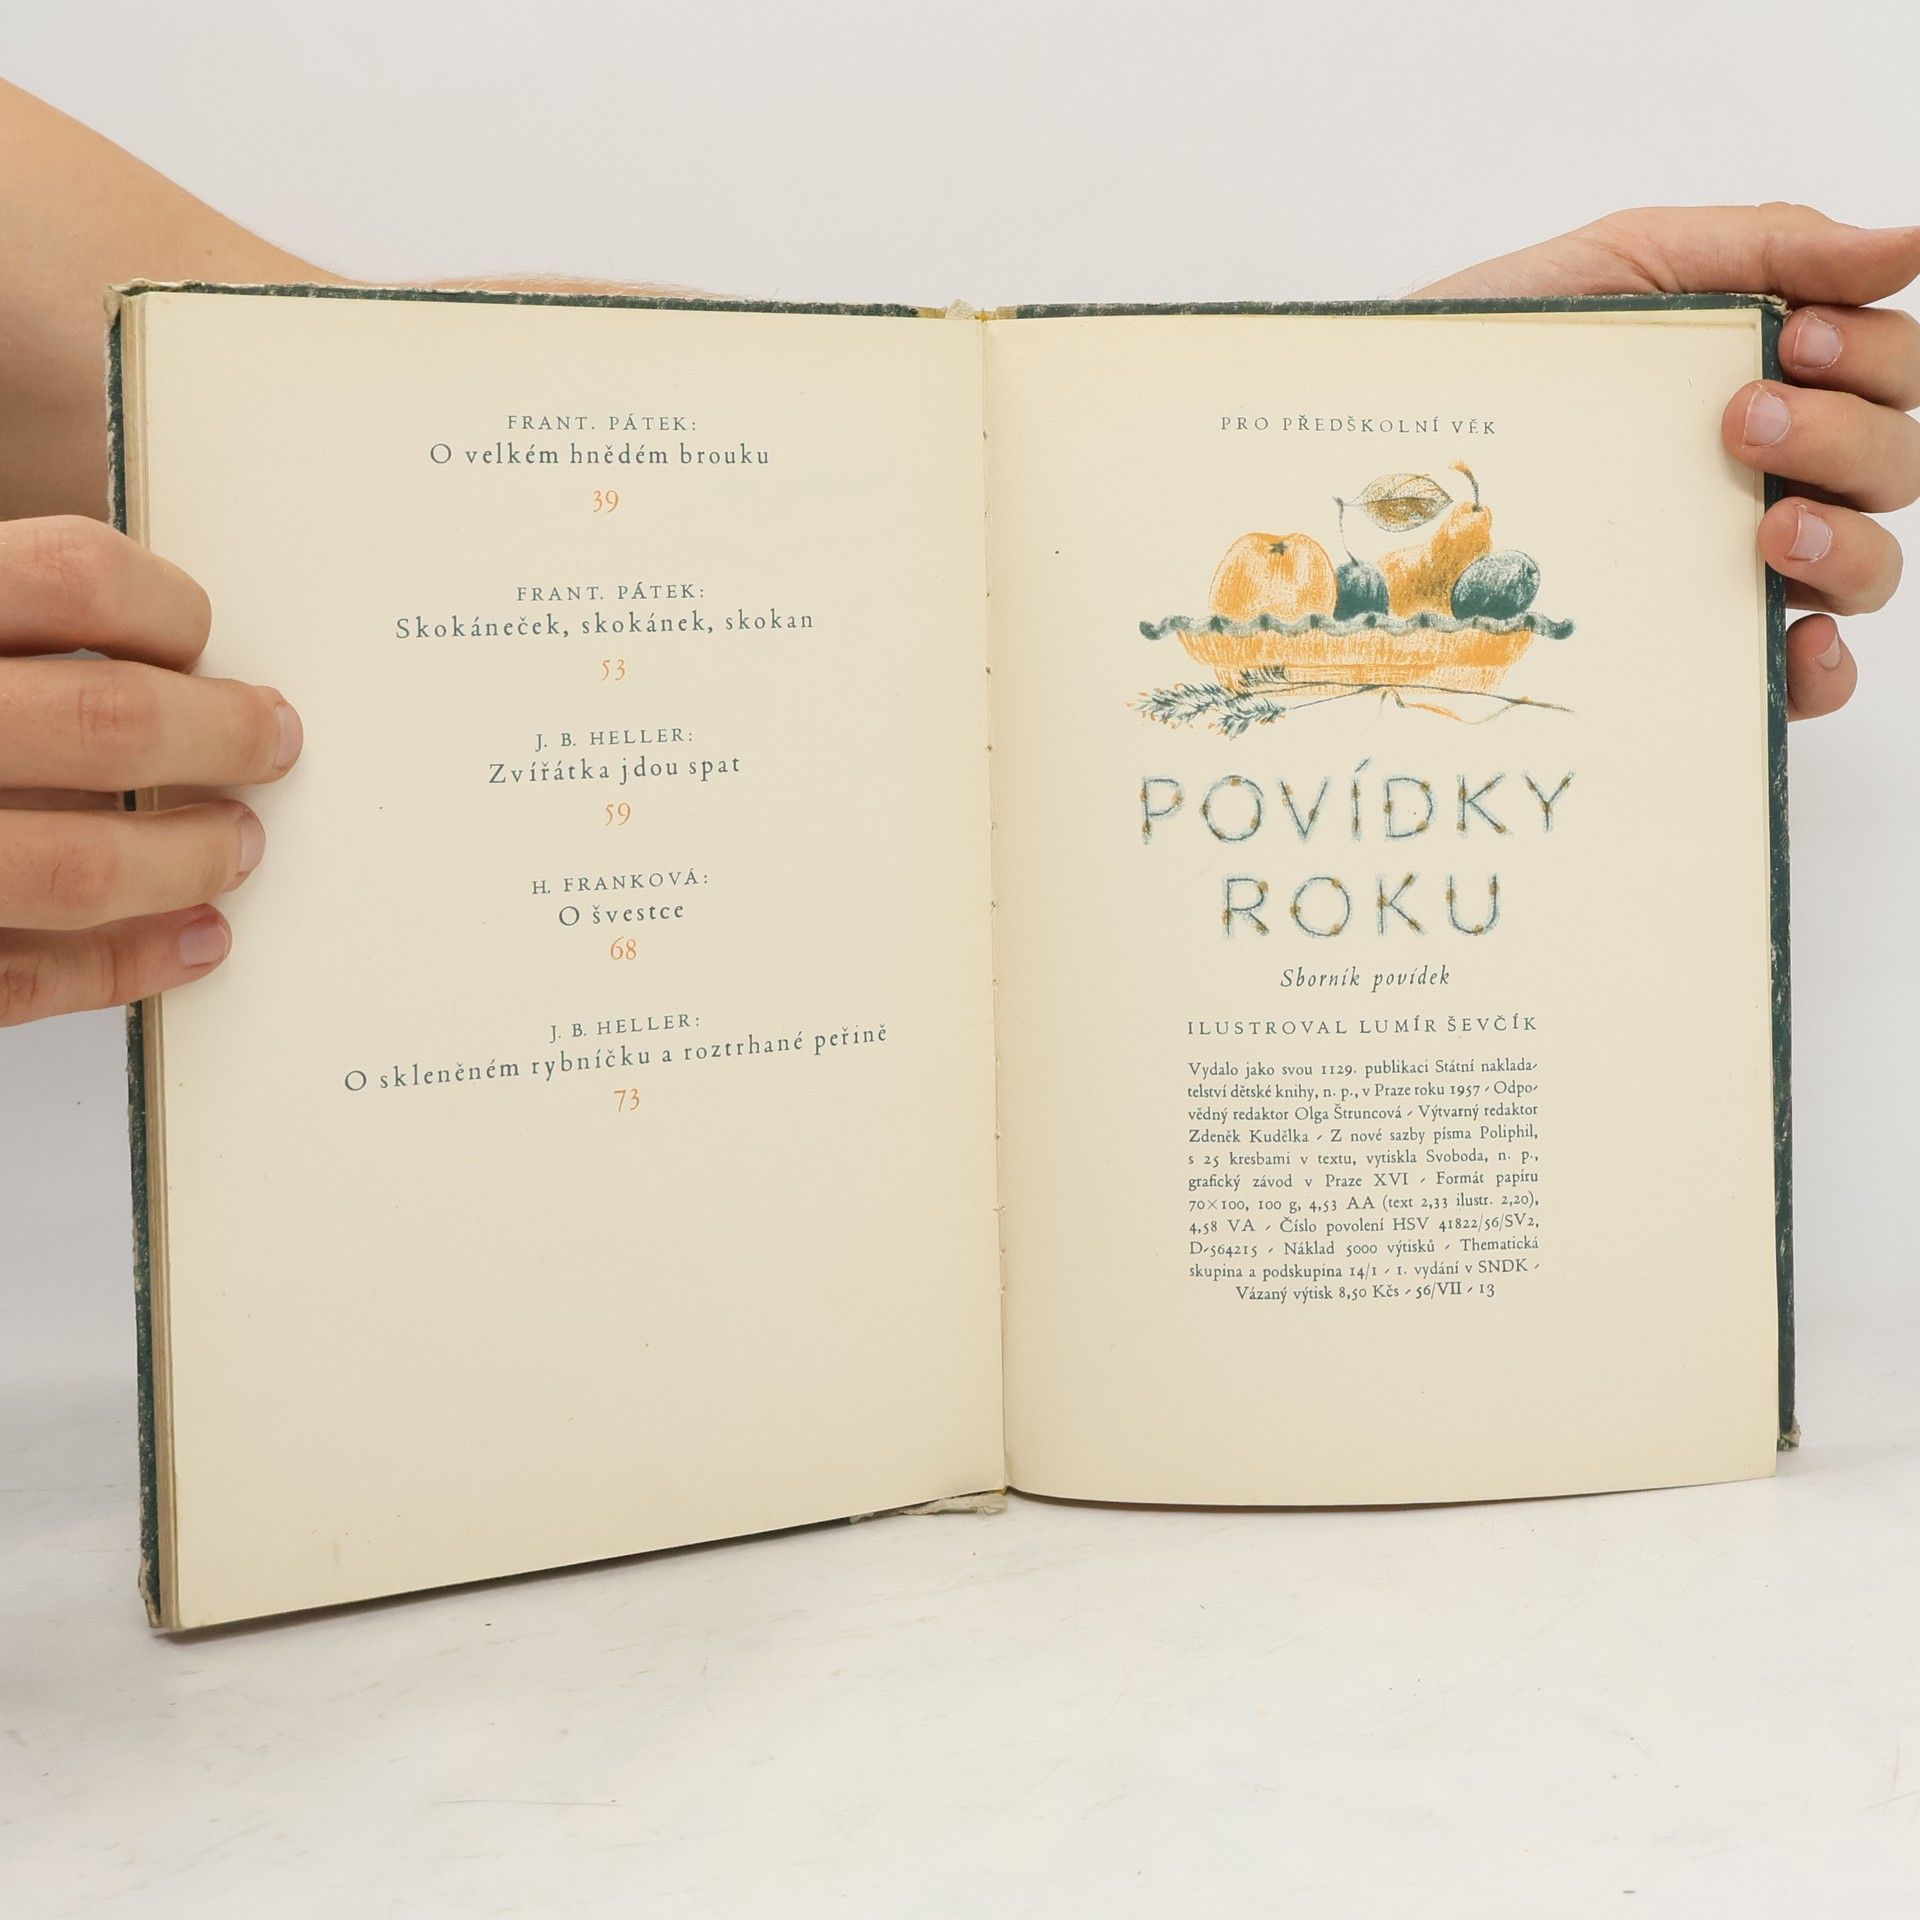 FRANT. PÁTEK:
O velkém hnědém brouku
39
FRANT. PÁTEK:
Skokáneček, skokánek, skokan
53
J. B. HELLER:
Zvířátka jdou spat
59
H. FRANKOVÁ:
O švestce
68
J. B. HELLER:
O skleněném rybníčku a roztrhané peřině
73
PRO PŘEDŠKOLNÍ VĚK
POVÍDKY
ROKU
Sborník povídek
ILUSTROVAL LUMÍR ŠEVČÍK
Vydalo jako svou 1129. publikaci Státní naklada-
telství dětské knihy, n. p., v Praze roku 1957 - Odpo-
vědný redaktor Olga Štruncová - Výtvarný redaktor
Zdeněk Kudělka - Z nové sazby písma Poliphil,
s 25 kresbami v textu, vytiskla Svoboda, n. p.,
grafický závod v Praze XVI - Formát papíru
70×100, 100 g, 4,53 AA (text 2,33 ilustr. 2,20),
4,58 VA - Číslo povolení HSV 41822/56/SV2,
D-564215 - Náklad 5000 výtisků - Thematická
skupina a podskupina 14/1 - 1. vydání v SNDK -
Vázaný výtisk 8,50 Kčs - 56/VII - 13